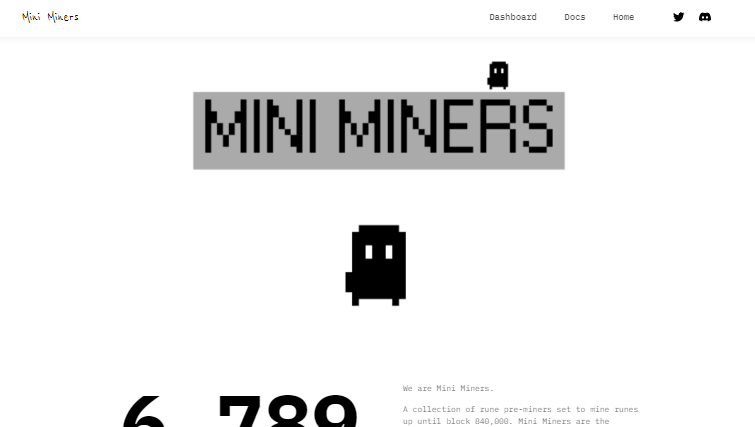 Mini Miners
Dashboard Docs Home
MINI MINERS
6,789
We are Mini Miners.
A collection of rune pre-miners set to mine runes
up until block 840,000. Mini Miners are the